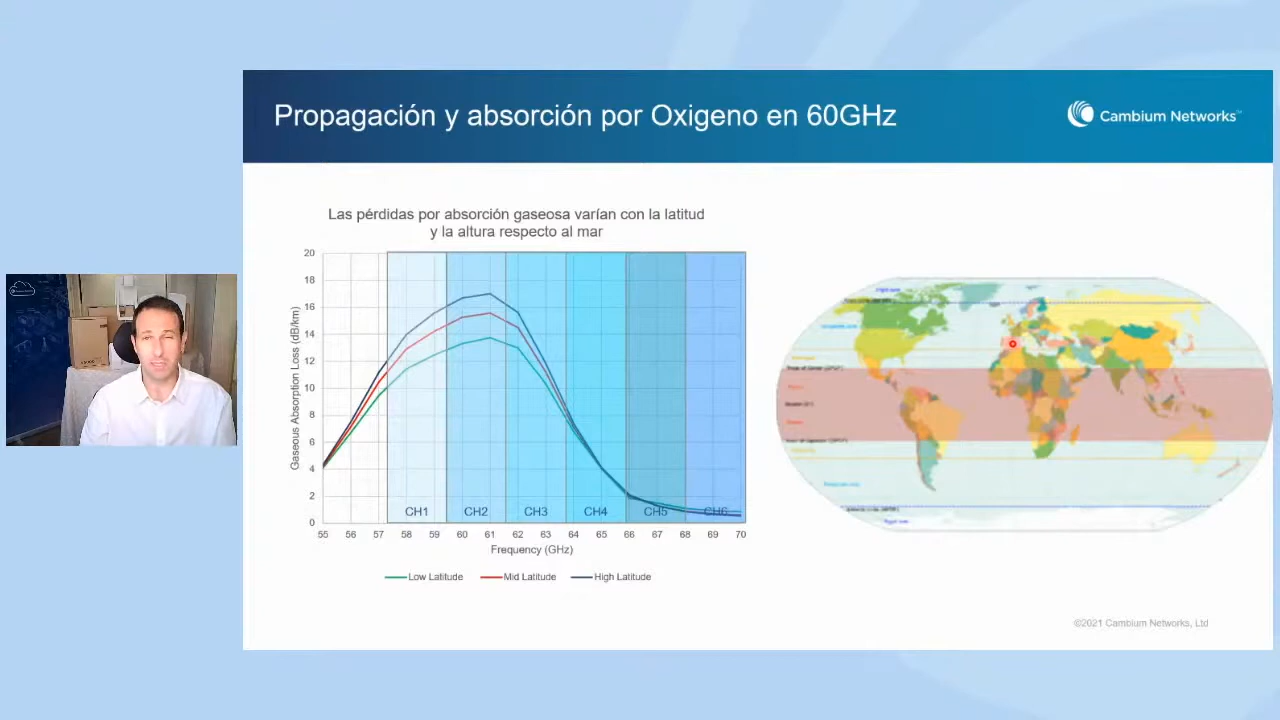 Propagación y absorción por Oxigeno en 60GHz
Cambium Networks™
Las pérdidas por absorción gaseosa varían con la latitud
y la altura respecto al mar
Gaseous Absorption Loss (dB/km)
20
18
16
14
12
10
8
6
4
2
0
CH1 CH2 CH3 CH4 CH5 CH6
55 56 57 58 59 60 61 62 63 64 65 66 67 68 69 70
Frequency (GHz)
Low Latitude Mid Latitude High Latitude
©2021 Cambium Networks, Ltd